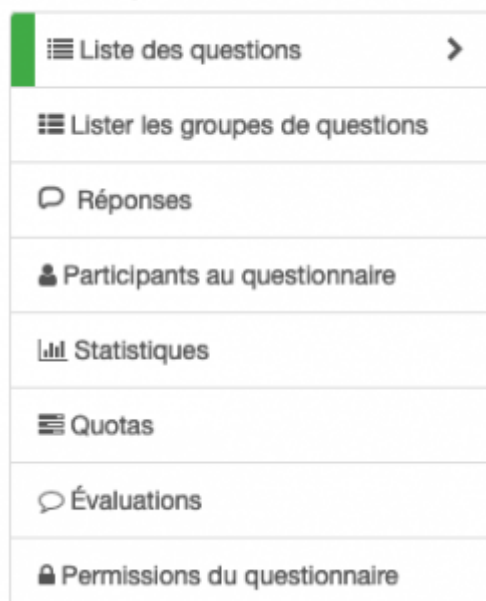 Liste des questions
Lister les groupes de questions
Réponses
Participants au questionnaire
Statistiques
Quotas
Évaluations
Permissions du questionnaire